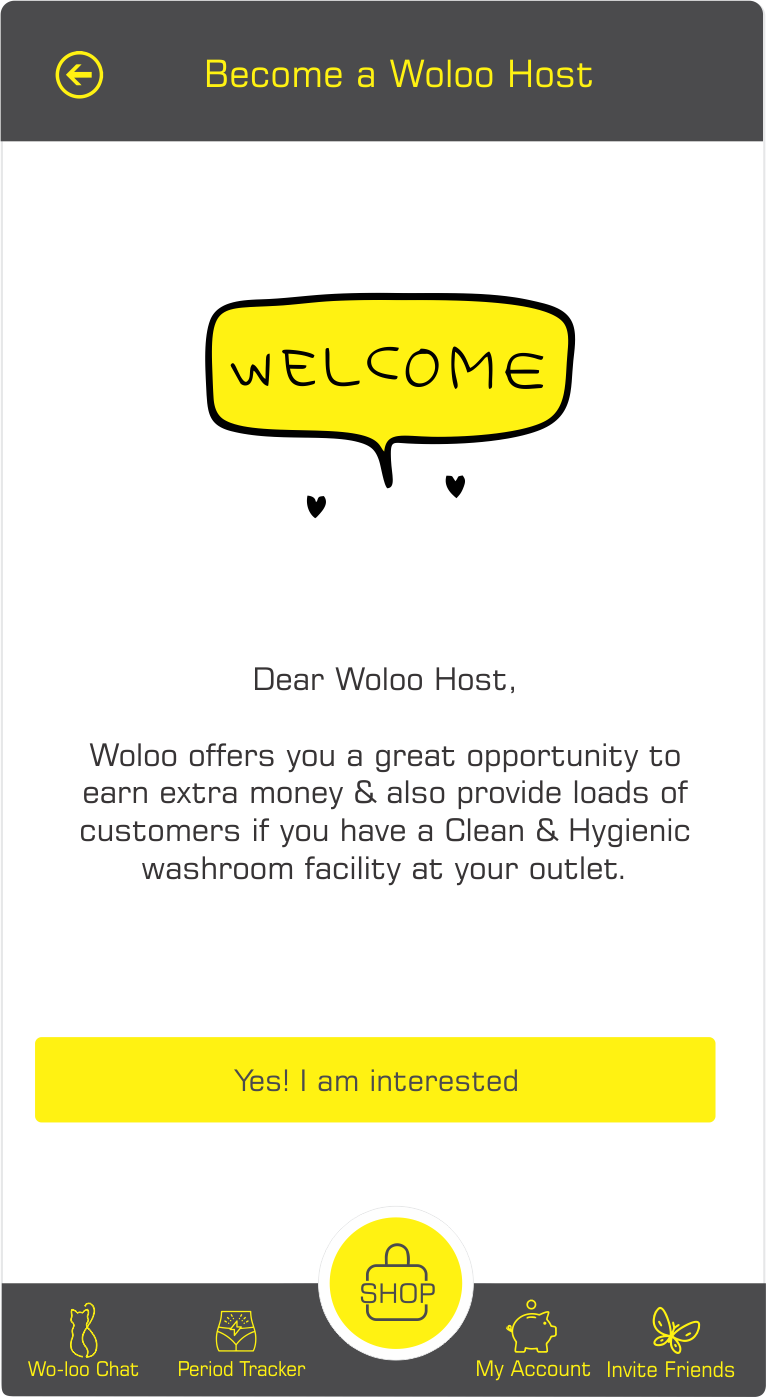 Become a Woloo Host
WELCOME
Dear Woloo Host,
Woloo offers you a great opportunity to
earn extra money & also provide loads of
customers if you have a Clean & Hygienic
washroom facility at your outlet.
Yes! I am interested
SHOP
Wo-loo Chat
Period Tracker
My Account
Invite Friends